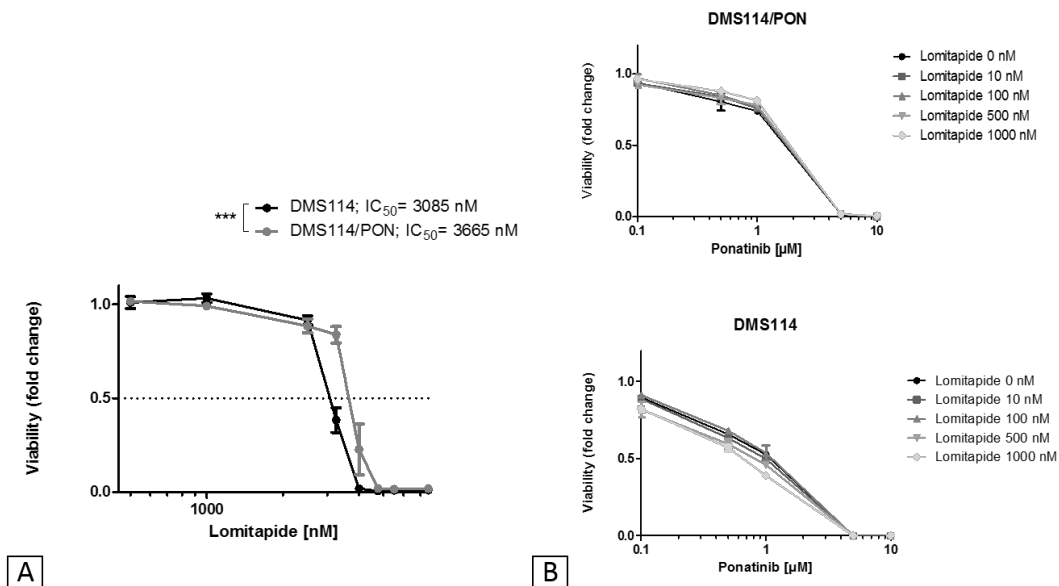 ***
DMS114; IC50= 3085 nM
DMS114/PON; IC50= 3665 nM
Viability (fold change)
1.0
0.5
0.0
1000
Lomitapide [nM]
A
DMS114/PON
Viability (fold change)
1.0
0.5
0.0
0.1
1
10
Ponatinib [µM]
Lomitapide 0 nM
Lomitapide 10 nM
Lomitapide 100 nM
Lomitapide 500 nM
Lomitapide 1000 nM
DMS114
Viability (fold change)
1.0
0.5
0.0
0.1
1
10
Ponatinib [µM]
Lomitapide 0 nM
Lomitapide 10 nM
Lomitapide 100 nM
Lomitapide 500 nM
Lomitapide 1000 nM
B